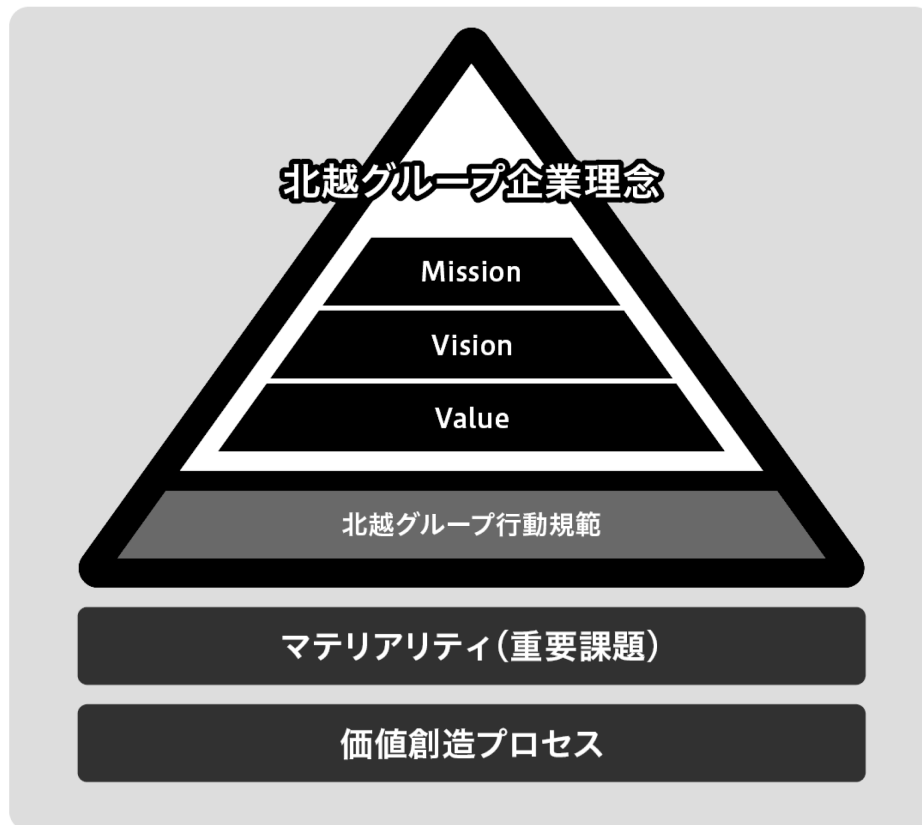 北越グループ企業理念
Mission
Vision
Value
北越グループ行動規範
マテリアリティ(重要課題)
価値創造プロセス